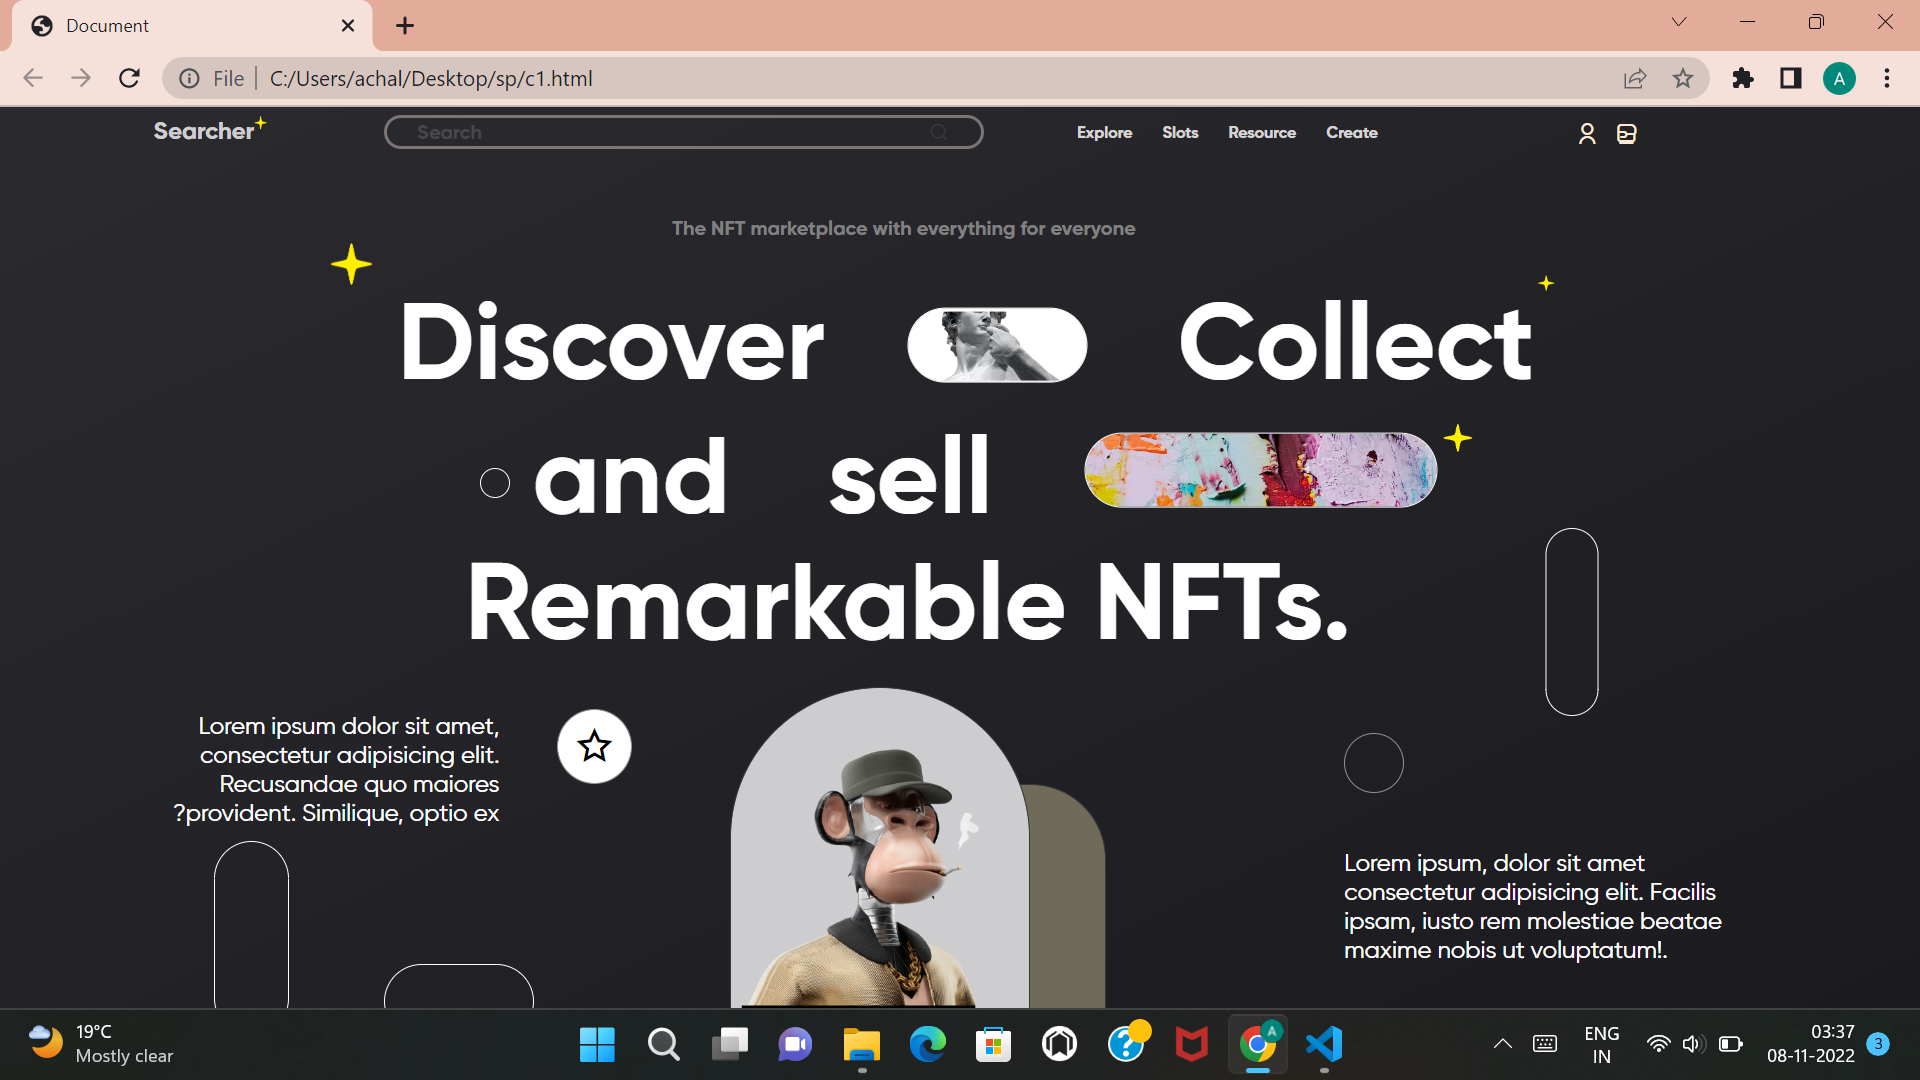 Document
File C:/Users/achal/Desktop/sp/c1.html
A
Searcher
Search
Explore Slots Resource Create
The NFT marketplace with everything for everyone
Discover Collect
and sell
Remarkable NFTs.
Lorem ipsum dolor sit amet,
consectetur adipisicing elit.
Recusandae quo maiores
?provident. Similique, optio ex
Lorem ipsum, dolor sit amet
consectetur adipisicing elit. Facilis
ipsam, iusto rem molestiae beatae
maxime nobis ut voluptatum!.
19°C
Mostly clear
?
A
ENG
IN
03:37
08-11-2022
3